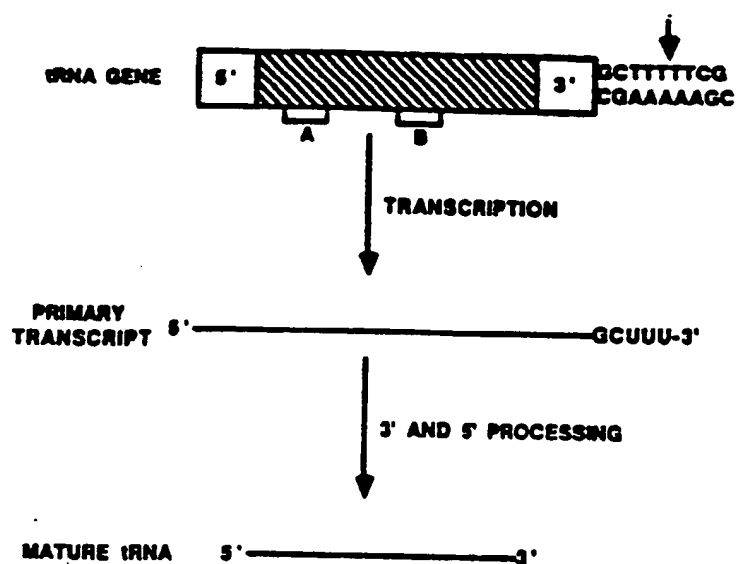 tRNA GENE 5' 3' GCTTTTTCG
CGAAAAAGC
A B
TRANSCRIPTION
PRIMARY
TRANSCRIPT 5' GCUUU-3'
3' AND 5' PROCESSING
MATURE tRNA 5' 3'